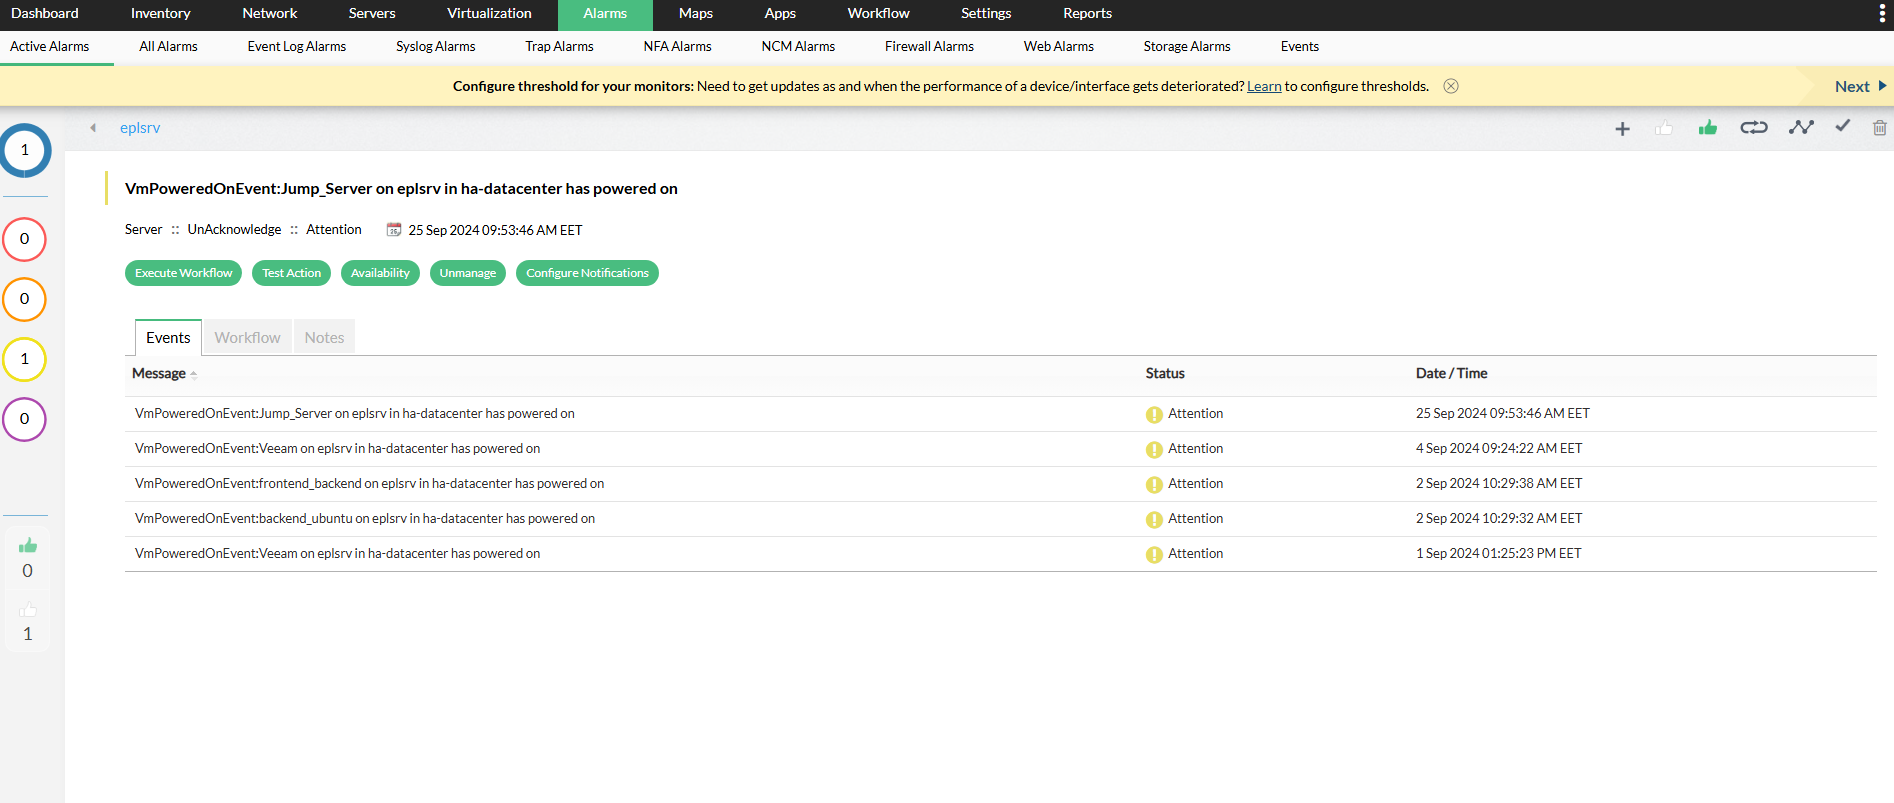 Dashboard Inventory Network Servers Virtualization Alarms Maps Apps Workflow Settings Reports
Active Alarms All Alarms Event Log Alarms Syslog Alarms Trap Alarms NFA Alarms NCM Alarms Firewall Alarms Web Alarms Storage Alarms Events
Configure threshold for your monitors: Need to get updates as and when the performance of a device/interface gets deteriorated? Learn to configure thresholds. Next
eplsrv
1
0
0
1
0
0
1
VmPoweredOnEvent:Jump_Server on eplsrv in ha-datacenter has powered on
Server :: UnAcknowledge :: Attention 25 Sep 2024 09:53:46 AM EET
Execute Workflow Test Action Availability Unmanage Configure Notifications
Events Workflow Notes
Message Status Date / Time
VmPoweredOnEvent:Jump_Server on eplsrv in ha-datacenter has powered on Attention 25 Sep 2024 09:53:46 AM EET
VmPoweredOnEvent:Veeam on eplsrv in ha-datacenter has powered on Attention 4 Sep 2024 09:24:22 AM EET
VmPoweredOnEvent:frontend_backend on eplsrv in ha-datacenter has powered on Attention 2 Sep 2024 10:29:38 AM EET
VmPoweredOnEvent:backend_ubuntu on eplsrv in ha-datacenter has powered on Attention 2 Sep 2024 10:29:32 AM EET
VmPoweredOnEvent:Veeam on eplsrv in ha-datacenter has powered on Attention 1 Sep 2024 01:25:23 PM EET